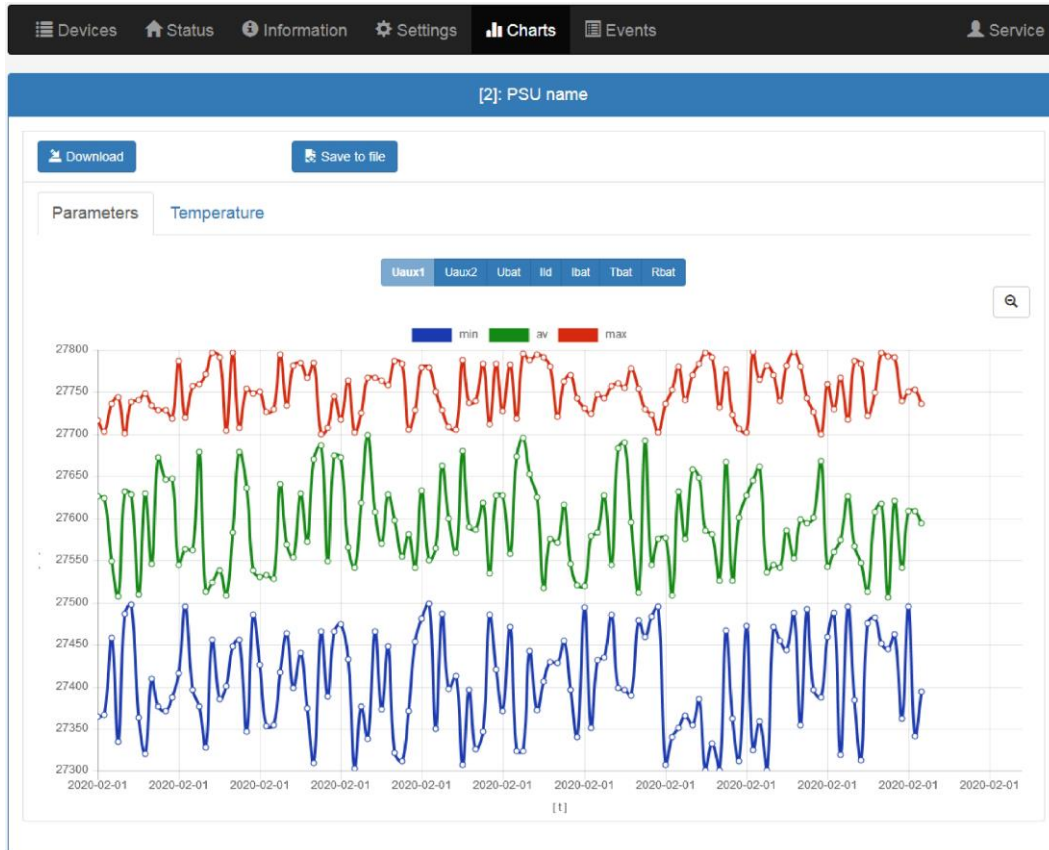 Devices Status Information Settings Charts Events Service
[2]: PSU name
Download Save to file
Parameters Temperature
Uaux1 Uaux2 Ubat Ild Ibat Tbat Rbat
min av max
27800
27750
27700
27650
27600
27550
27500
27450
27400
27350
27300
2020-02-01 2020-02-01 2020-02-01 2020-02-01 2020-02-01 2020-02-01 2020-02-01 2020-02-01 2020-02-01 2020-02-01 2020-02-01 2020-02-01
[t]